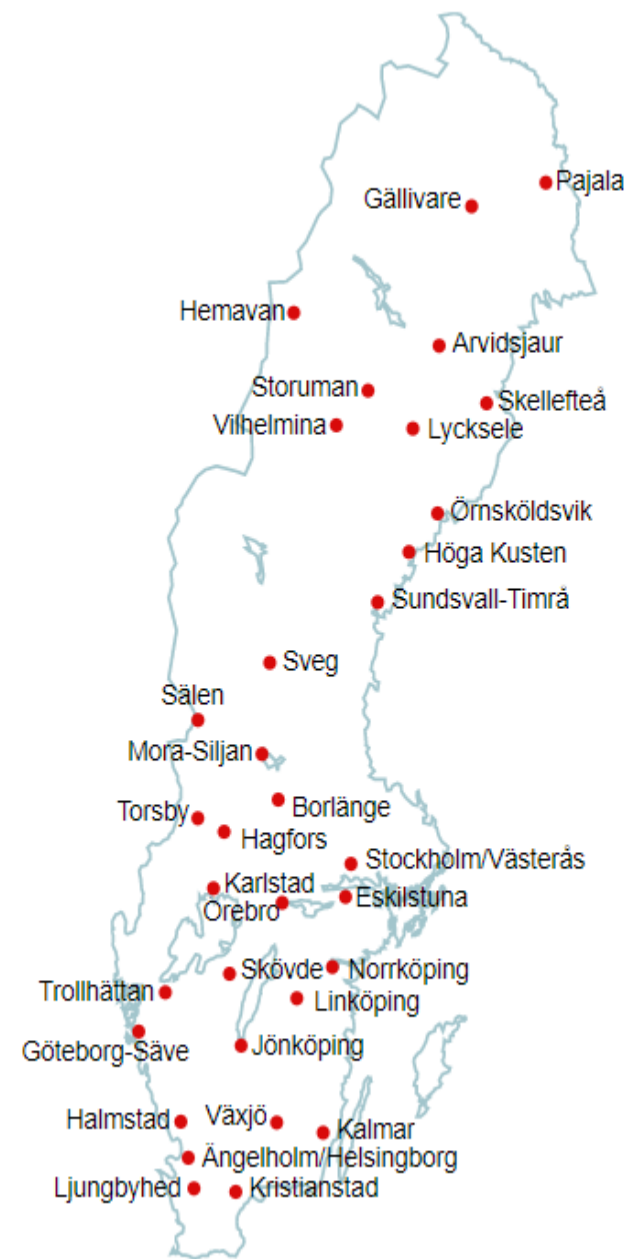 Pajala
Gällivare
Hemavan
Arvidsjaur
Storuman
Skellefteå
Vilhelmina
Lycksele
Örnsköldsvik
Höga Kusten
Sundsvall-Timrå
Sveg
Sälen
Mora-Siljan
Borlänge
Torsby
Hagfors
Stockholm/Västerås
Karlstad
Eskilstuna
Örebro
Skövde
Norrköping
Trollhättan
Linköping
Jönköping
Göteborg-Säve
Halmstad
Växjö
Kalmar
Ängelholm/Helsingborg
Ljungbyhed
Kristianstad